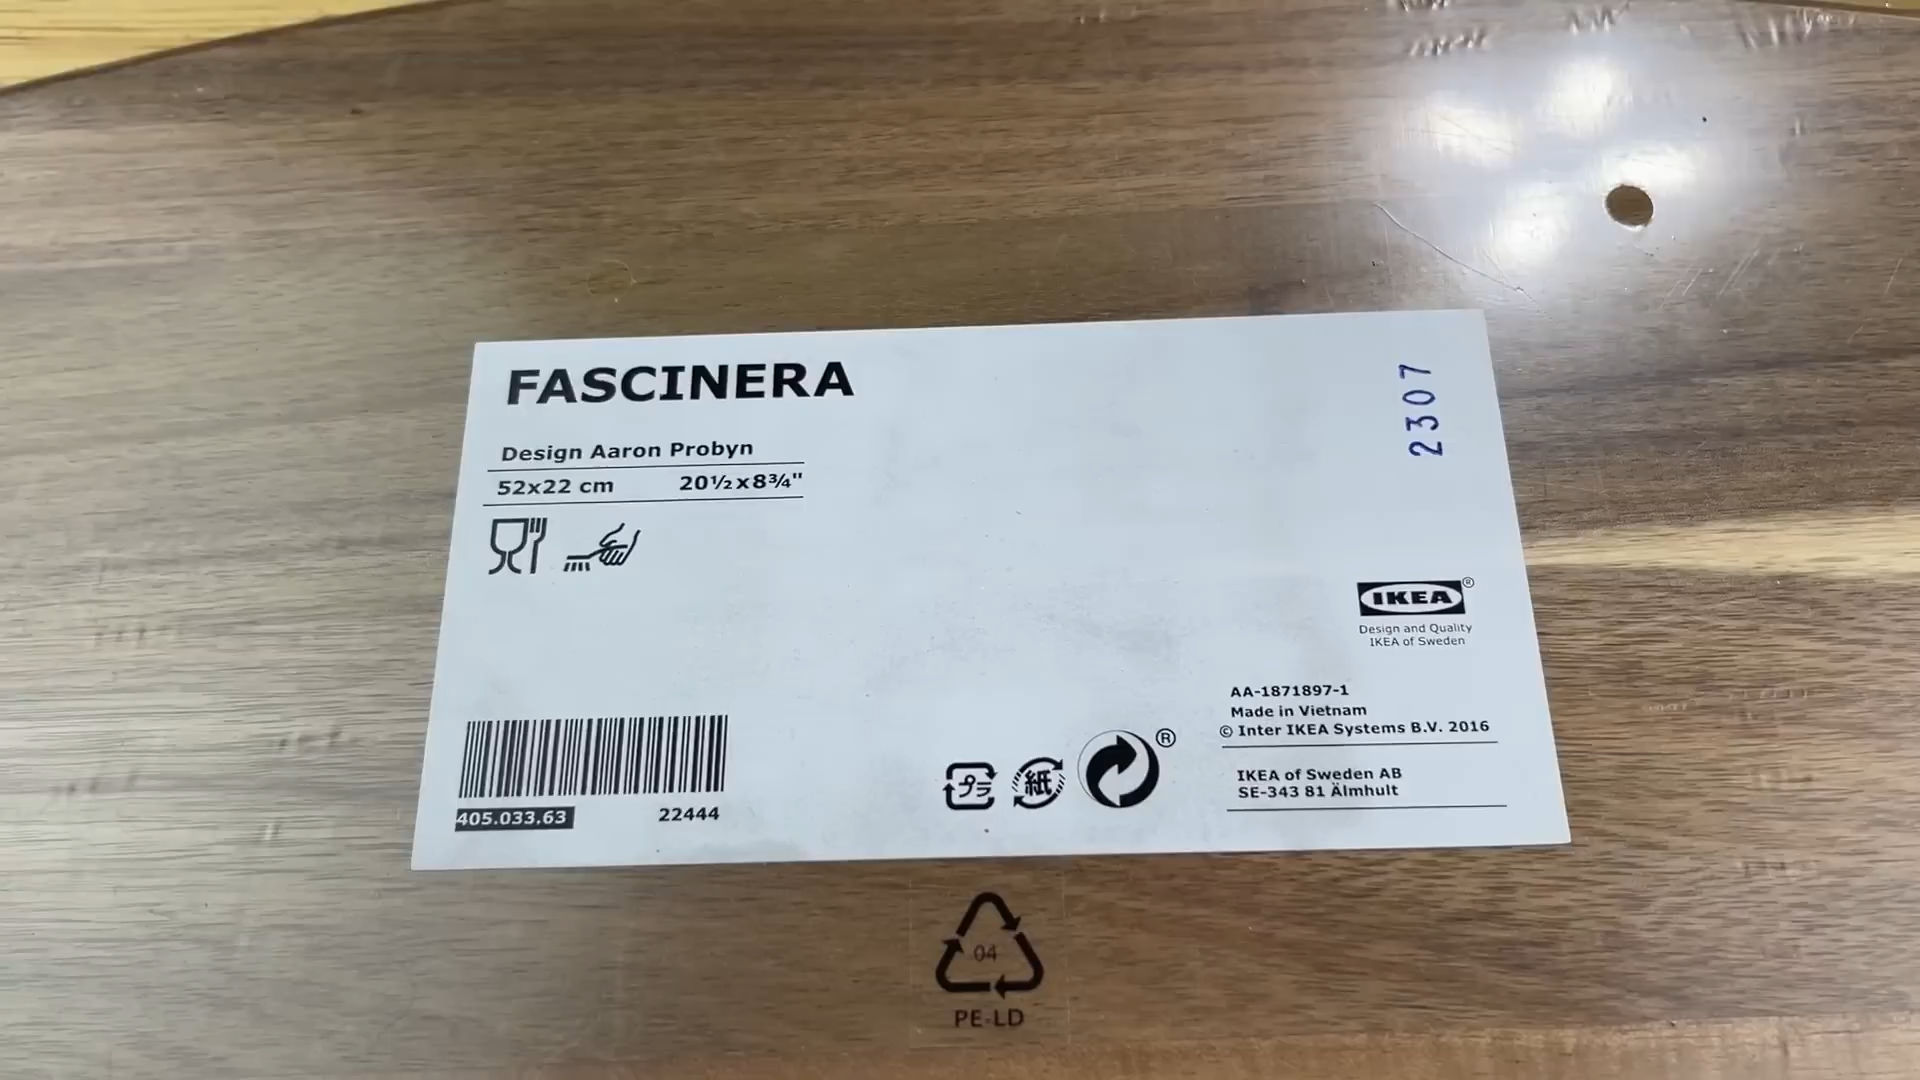 FASCINERA
Design Aaron Probyn
52x22 cm 20½x8¾"
2307
IKEA®
Design and Quality
IKEA of Sweden
AA-1871897-1
Made in Vietnam
© Inter IKEA Systems B.V. 2016
IKEA of Sweden AB
SE-343 81 Älmhult
プラ
紙
®
405.033.63 22444
04
PE-LD